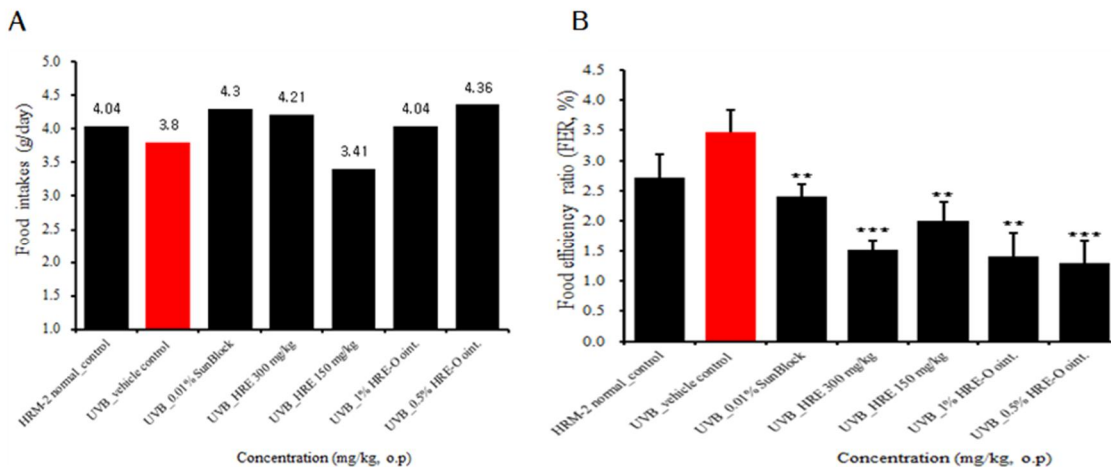 A
Food intakes (g/day)
5.0
4.5
4.0
3.5
3.0
2.5
2.0
1.5
1.0
4.04
3.8
4.3
4.21
3.41
4.04
4.36
HRM-2 normal_control
UVB_vehicle control
UVB_0.01% SunBlock
UVB_HRE 300 mg/kg
UVB_HRE 150 mg/kg
UVB_1% HRE-O oint.
UVB_0.5% HRE-O oint.
Concentration (mg/kg, o.p)
B
Food efficiency ratio (FER, %)
4.5
4.0
3.5
3.0
2.5
2.0
1.5
1.0
0.5
0.0
**
***
**
**
***
HRM-2 normal_control
UVB_vehicle control
UVB_0.01% SunBlock
UVB_HRE 300 mg/kg
UVB_HRE 150 mg/kg
UVB_1% HRE-O oint.
UVB_0.5% HRE-O oint.
Concentration (mg/kg, o.p)